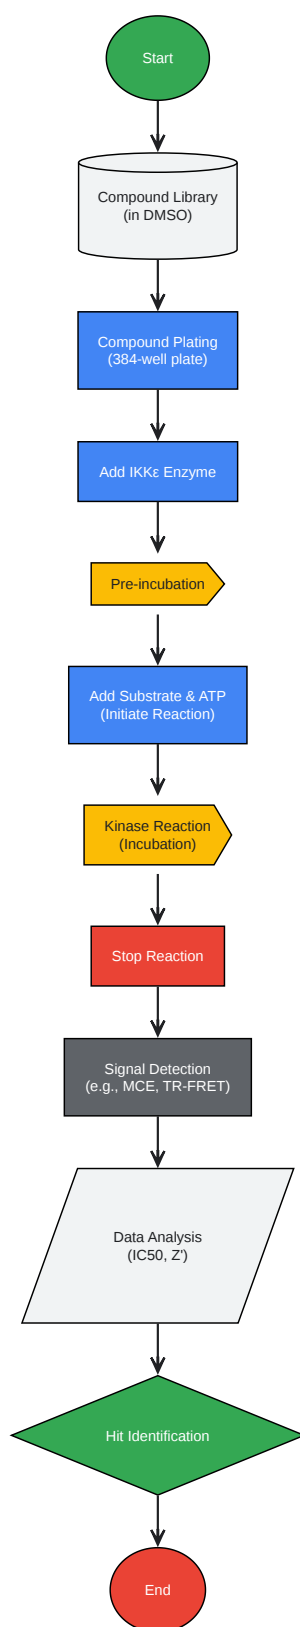 Start
Compound Library
(in DMSO)
Compound Plating
(384-well plate)
Add IKKε Enzyme
Pre-incubation
Add Substrate & ATP
(Initiate Reaction)
Kinase Reaction
(Incubation)
Stop Reaction
Signal Detection
(e.g., MCE, TR-FRET)
Data Analysis
(IC50, Z')
Hit Identification
End